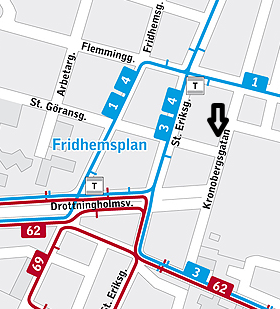 Flemmingg.
Fridhemsg.
Arbetarg.
1 4
1
T
St. Göransg.
3 4
St. Eriksg.
Kronobergsgatan
Fridhemsplan
T
Drottningholmsv.
62
69
St. Eriksg.
3
62